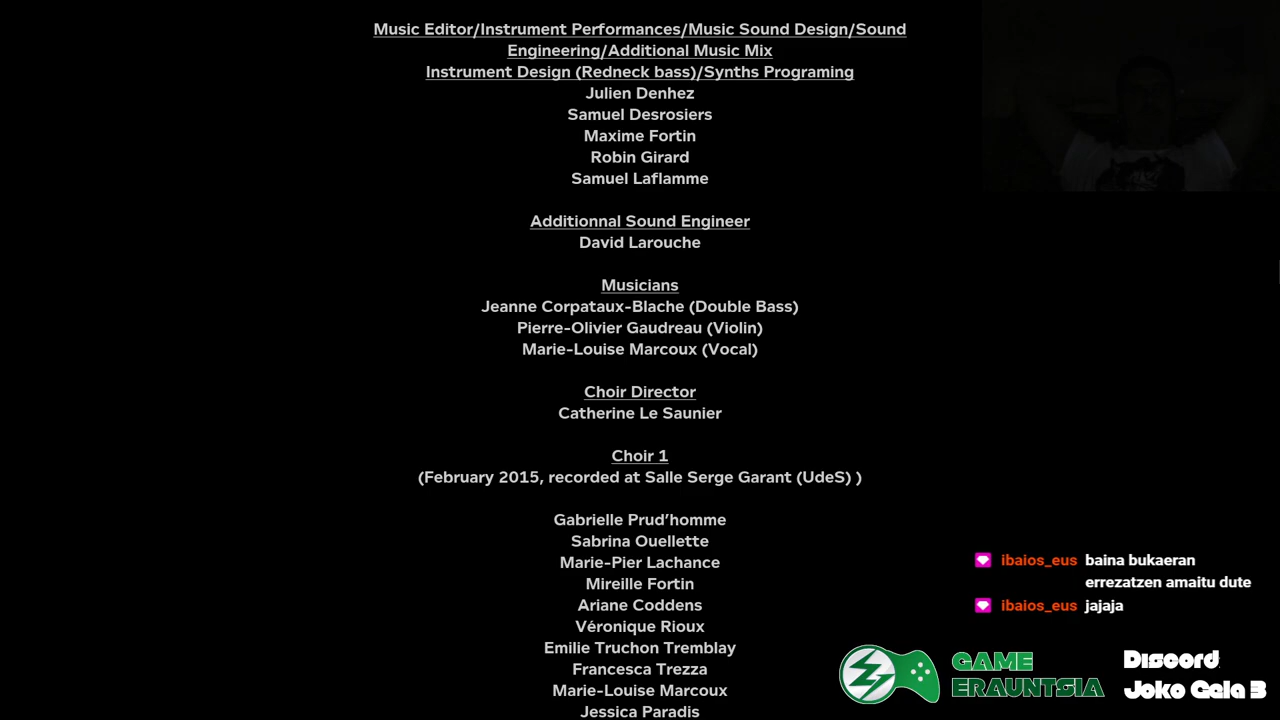 Music Editor/Instrument Performances/Music Sound Design/Sound
Engineering/Additional Music Mix
Instrument Design (Redneck bass)/Synths Programing
Julien Denhez
Samuel Desrosiers
Maxime Fortin
Robin Girard
Samuel Laflamme
Additionnal Sound Engineer
David Larouche
Musicians
Jeanne Corpataux-Blache (Double Bass)
Pierre-Olivier Gaudreau (Violin)
Marie-Louise Marcoux (Vocal)
Choir Director
Catherine Le Saunier
Choir 1
(February 2015, recorded at Salle Serge Garant (UdeS) )
Gabrielle Prud’homme
Sabrina Ouellette
Marie-Pier Lachance
Mireille Fortin
Ariane Coddens
Véronique Rioux
Emilie Truchon Tremblay
Francesca Trezza
Marie-Louise Marcoux
Jessica Paradis
ibaios_eus baina bukaeran
errezatzen amaitu dute
ibaios_eus jajaja
GAME
ERAUNTSIA
Discord
Joko Gela 3